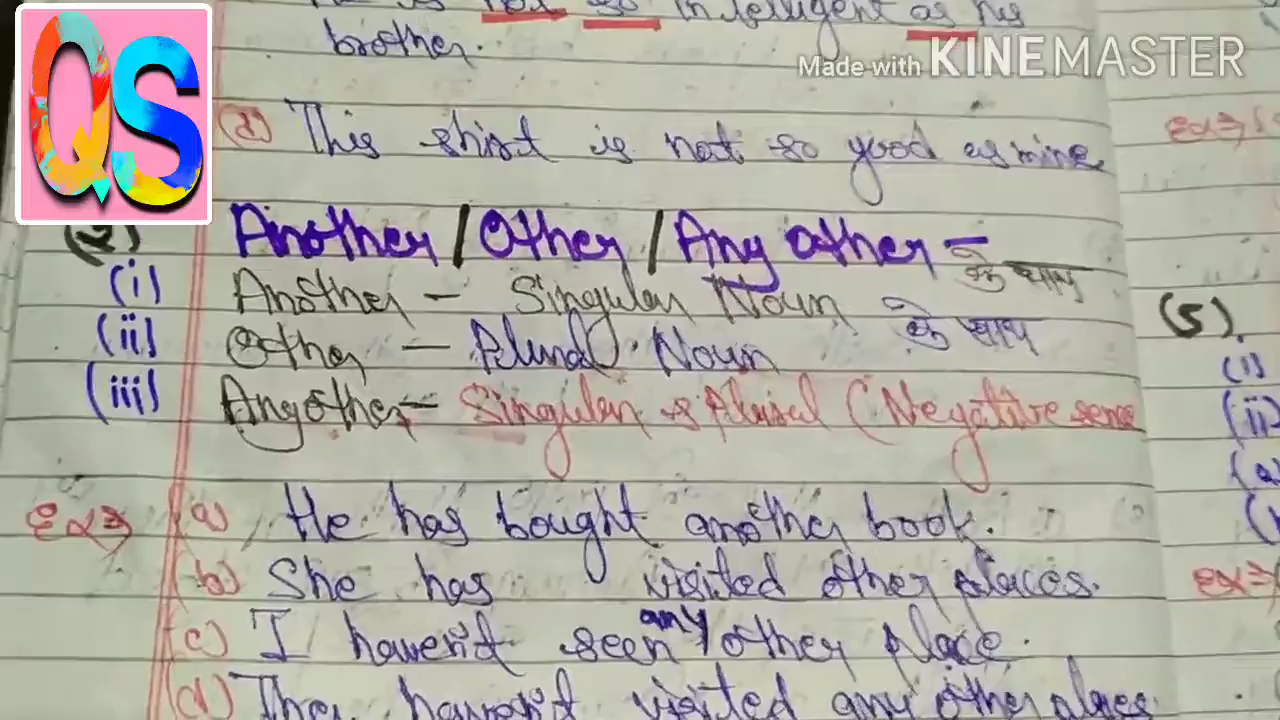 QS
Made with KINEMASTER
not so intelligent as his
brother.
(d) This shirt is not so good as mine
Another / Other / Any other -
(i) Another - Singular Noun के साथ
(ii) Other - Plural Noun के साथ
(iii) Any other - Singular & Plural (Negative sense
Ex⇒ (a) He has bought another book.
(b) She has visited other places.
(c) I haven't seen any other place.
(d) They haven't visited any other place
Ex⇒
(5)
(i)
(ii)
(a)
Ex⇒